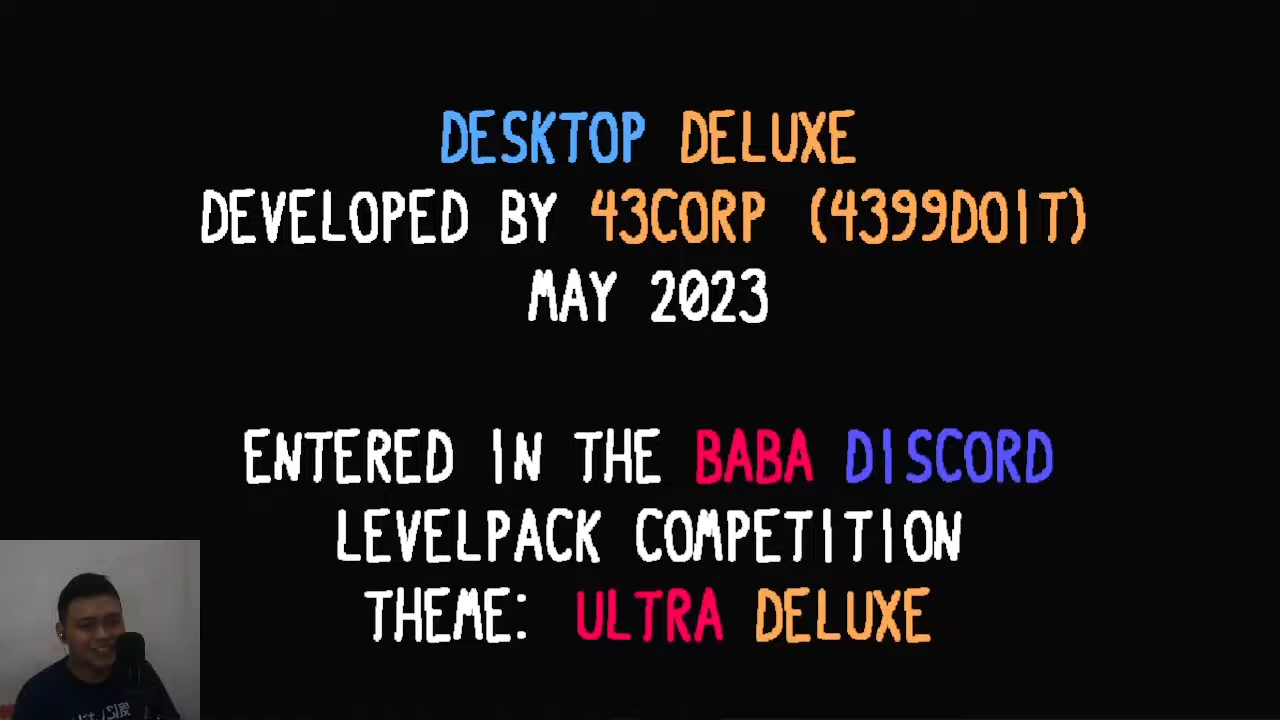 DESKTOP DELUXE
DEVELOPED BY 43CORP (4399DOIT)
MAY 2023
ENTERED IN THE BABA DISCORD
LEVELPACK COMPETITION
THEME: ULTRA DELUXE